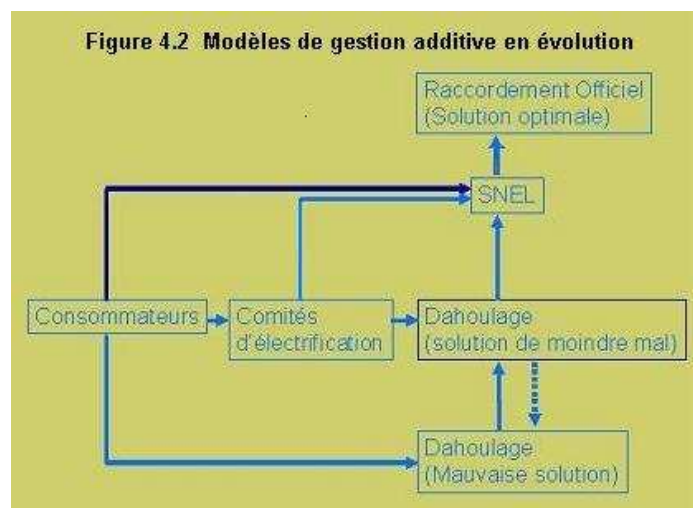 Figure 4.2 Modèles de gestion additive en évolution
Raccordement Officiel
(Solution optimale)
SNEL
Consommateurs
Comités
d'électrification
Dahoulage
(solution de moindre mal)
Dahoulage
(Mauvaise solution)